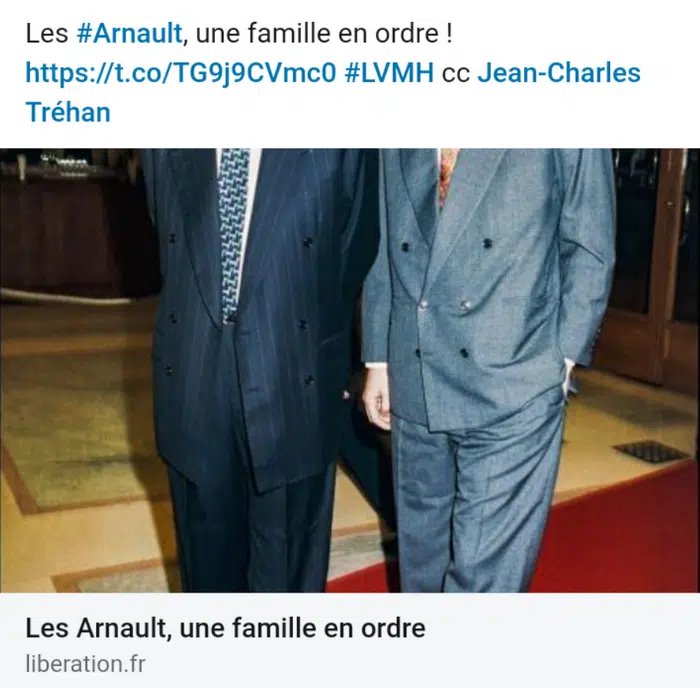 Les #Arnault, une famille en ordre !
https://t.co/TG9j9CVmc0 #LVMH cc Jean-Charles
Tréhan
Les Arnault, une famille en ordre
liberation.fr